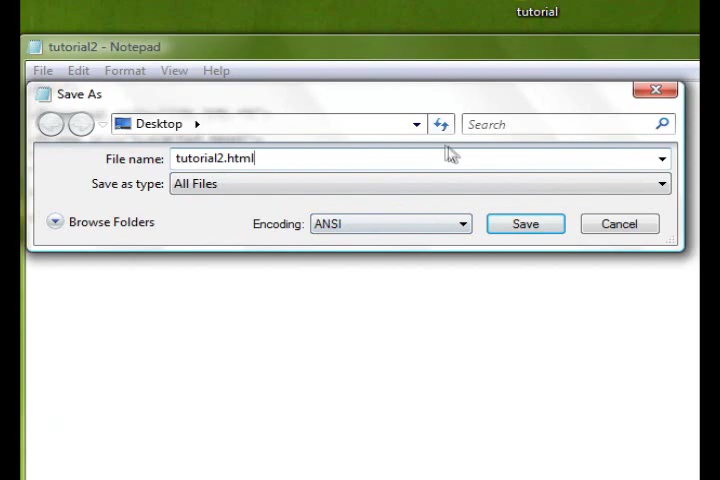 tutorial
tutorial2 - Notepad
File Edit Format View Help
Save As
Desktop
Search
File name: tutorial2.html
Save as type: All Files
Browse Folders
Encoding: ANSI
Save
Cancel